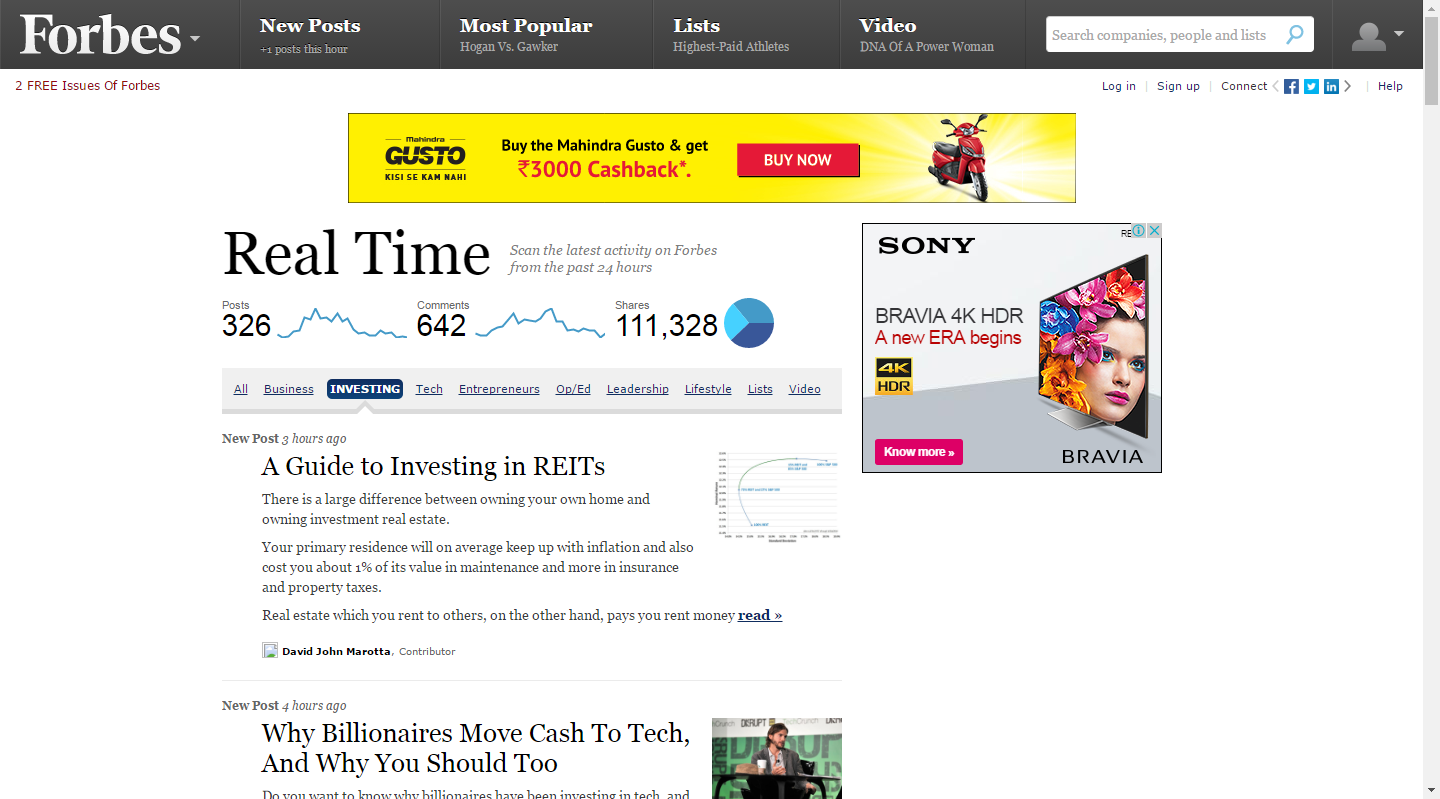 Forbes
New Posts
+1 posts this hour
Most Popular
Hogan Vs. Gawker
Lists
Highest-Paid Athletes
Video
DNA Of A Power Woman
Search companies, people and lists
2 FREE Issues Of Forbes
Log in
Sign up
Connect
Help
Mahindra
GUSTO
KISI SE KAM NAHI
Buy the Mahindra Gusto & get
₹3000 Cashback*.
BUY NOW
Real Time
Scan the latest activity on Forbes
from the past 24 hours
Posts
326
Comments
642
Shares
111,328
All Business INVESTING Tech Entrepreneurs Op/Ed Leadership Lifestyle Lists Video
New Post 3 hours ago
A Guide to Investing in REITs
There is a large difference between owning your own home and
owning investment real estate.
Your primary residence will on average keep up with inflation and also
cost you about 1% of its value in maintenance and more in insurance
and property taxes.
Real estate which you rent to others, on the other hand, pays you rent money read »
David John Marotta, Contributor
New Post 4 hours ago
Why Billionaires Move Cash To Tech,
And Why You Should Too
Do you want to know why billionaires have been investing in tech, and
DISRUPT
SONY
BRAVIA 4K HDR
A new ERA begins
4K
HDR
Know more »
BRAVIA